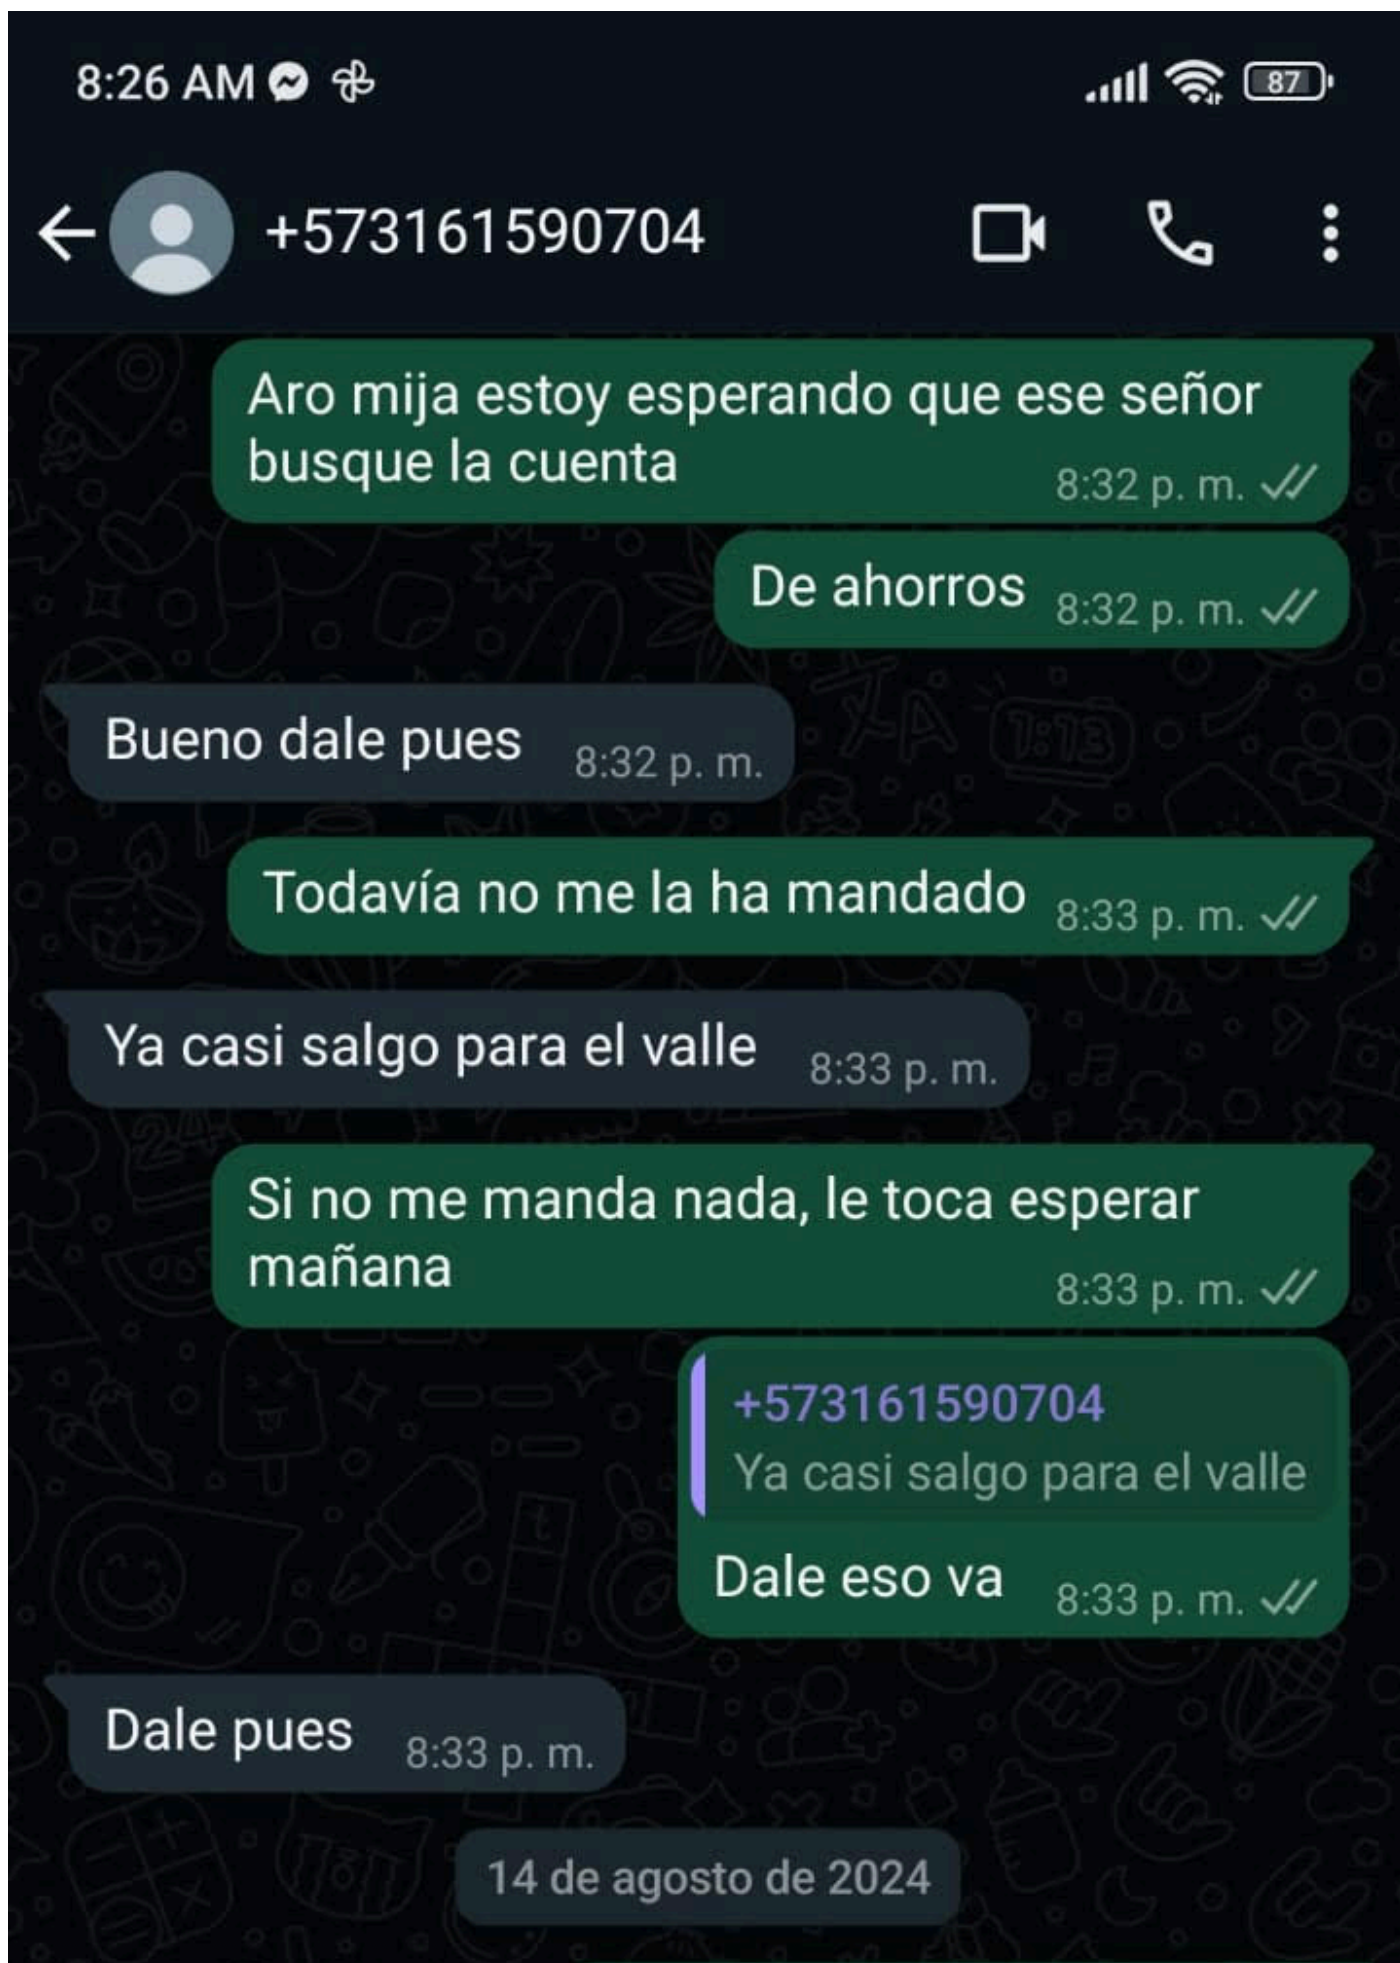 8:26 AM
87
+573161590704
Aro mija estoy esperando que ese señor
busque la cuenta
8:32 p. m.
De ahorros 8:32 p. m.
Bueno dale pues 8:32 p. m.
Todavía no me la ha mandado 8:33 p. m.
Ya casi salgo para el valle 8:33 p. m.
Si no me manda nada, le toca esperar
mañana
8:33 p. m.
+573161590704
Ya casi salgo para el valle
Dale eso va 8:33 p. m.
Dale pues 8:33 p. m.
14 de agosto de 2024